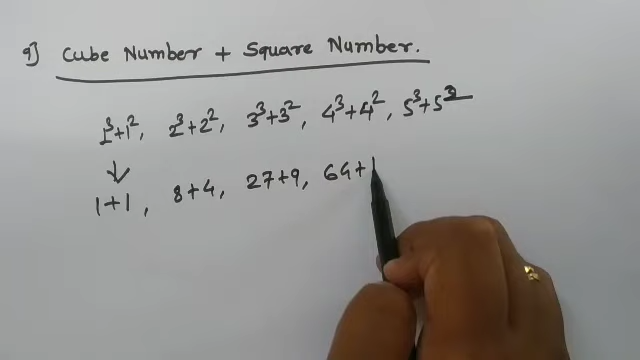 9) Cube Number + Square Number.
1³+1², 2³+2², 3³+3², 4³+4², 5³+5³
1+1, 8+4, 27+9, 64+1